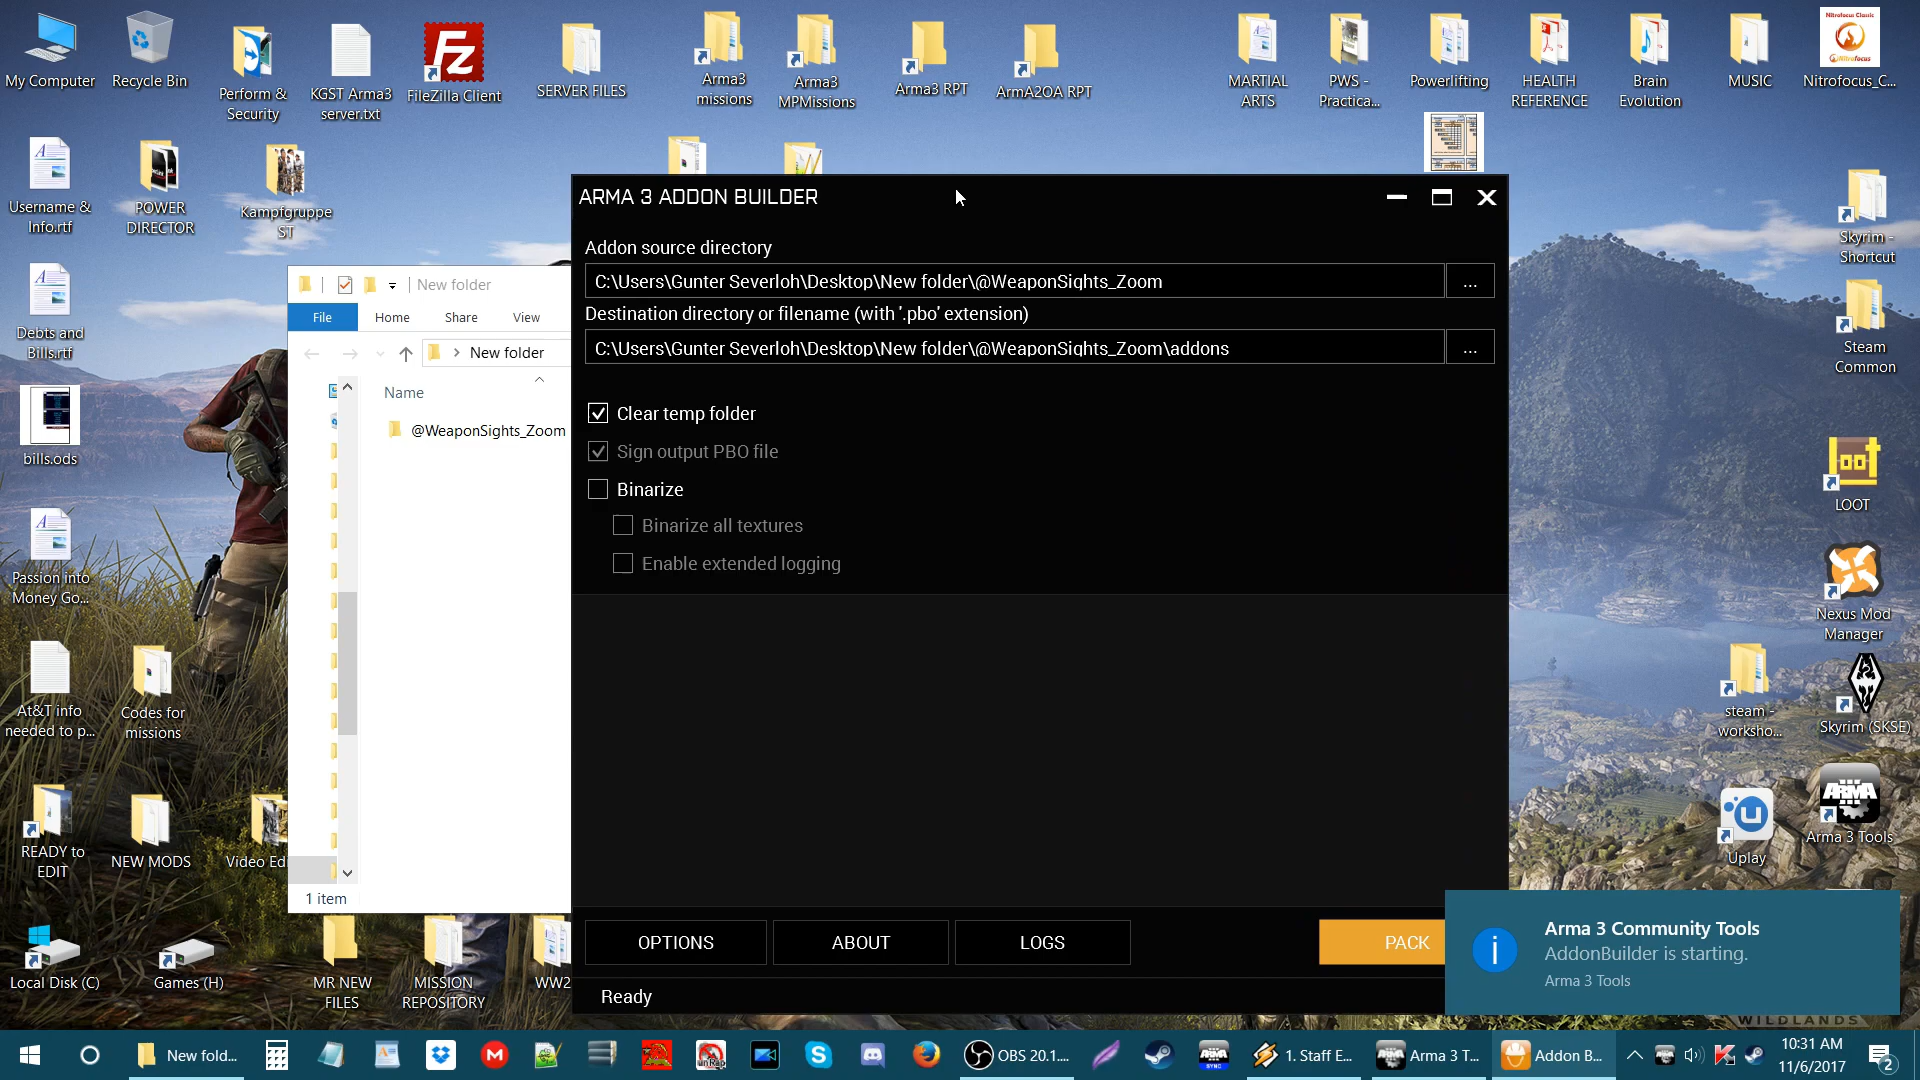 My Computer
Recycle Bin
Perform &
Security
KGST Arma3
server.txt
FileZilla Client
SERVER FILES
Arma3
missions
Arma3
MPMissions
Arma3 RPT
ArmA2OA RPT
MARTIAL
ARTS
PWS -
Practica...
Powerlifting
HEALTH
REFERENCE
Brain
Evolution
MUSIC
Nitrofocus Classic
Nitrofocus
Nitrofocus_C...
Username &
Info.rtf
POWER
DIRECTOR
Kampfgruppe
ST
Debts and
Bills.rtf
bills.ods
Passion into
Money Go...
At&T info
needed to p...
Codes for
missions
READY to
EDIT
NEW MODS
Video Ed
Local Disk (C)
Games (H)
MR NEW
FILES
MISSION
REPOSITORY
WW2
New folder
File
Home
Share
View
New folder
Name
@WeaponSights_Zoom
1 item
ARMA 3 ADDON BUILDER
Addon source directory
C:\Users\Gunter Severloh\Desktop\New folder\@WeaponSights_Zoom
...
Destination directory or filename (with '.pbo' extension)
C:\Users\Gunter Severloh\Desktop\New folder\@WeaponSights_Zoom\addons
...
Clear temp folder
Sign output PBO file
Binarize
Binarize all textures
Enable extended logging
OPTIONS
ABOUT
LOGS
PACK
Ready
Skyrim -
Shortcut
Steam
Common
LOOT
Nexus Mod
Manager
steam -
worksho...
Skyrim (SKSE)
Uplay
ARMA
Arma 3 Tools
Arma 3 Community Tools
AddonBuilder is starting.
Arma 3 Tools
WILDLANDS
New fold...
OBS 20.1....
ARMA
SYNC
1. Staff E...
Arma 3 T...
Addon B...
10:31 AM
11/6/2017
2